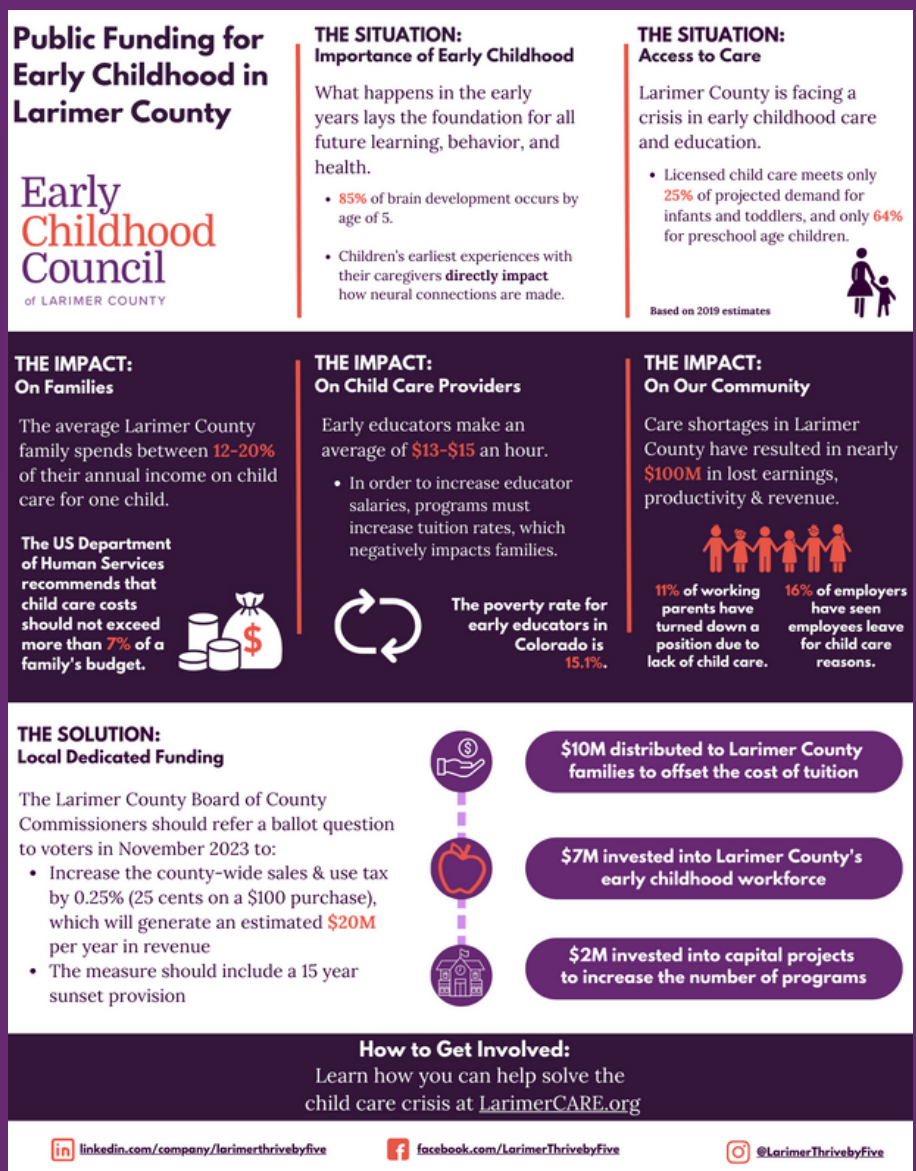 Public Funding for
Early Childhood in
Larimer County
Early
Childhood
Council
of LARIMER COUNTY
THE SITUATION:
Importance of Early Childhood
What happens in the early
years lays the foundation for all
future learning, behavior, and
health.
• 85% of brain development occurs by
age of 5.
• Children's earliest experiences with
their caregivers directly impact
how neural connections are made.
THE SITUATION:
Access to Care
Larimer County is facing a
crisis in early childhood care
and education.
• Licensed child care meets only
25% of projected demand for
infants and toddlers, and only 64%
for preschool age children.
Based on 2019 estimates
THE IMPACT:
On Families
The average Larimer County
family spends between 12-20%
of their annual income on child
care for one child.
The US Department
of Human Services
recommends that
child care costs
should not exceed
more than 7% of a
family's budget.
$
THE IMPACT:
On Child Care Providers
Early educators make an
average of $13-$15 an hour.
• In order to increase educator
salaries, programs must
increase tuition rates, which
negatively impacts families.
The poverty rate for
early educators in
Colorado is
15.1%.
THE IMPACT:
On Our Community
Care shortages in Larimer
County have resulted in nearly
$100M in lost earnings,
productivity & revenue.
11% of working
parents have
turned down a
position due to
lack of child care.
16% of employers
have seen
employees leave
for child care
reasons.
THE SOLUTION:
Local Dedicated Funding
The Larimer County Board of County
Commissioners should refer a ballot question
to voters in November 2023 to:
• Increase the county-wide sales & use tax
by 0.25% (25 cents on a $100 purchase),
which will generate an estimated $20M
per year in revenue
• The measure should include a 15 year
sunset provision
$
$10M distributed to Larimer County
families to offset the cost of tuition
$7M invested into Larimer County's
early childhood workforce
$2M invested into capital projects
to increase the number of programs
How to Get Involved:
Learn how you can help solve the
child care crisis at LarimerCARE.org
in linkedin.com/company/larimerthrivebyfive
f facebook.com/LarimerThrivebyFive
@LarimerThrivebyFive